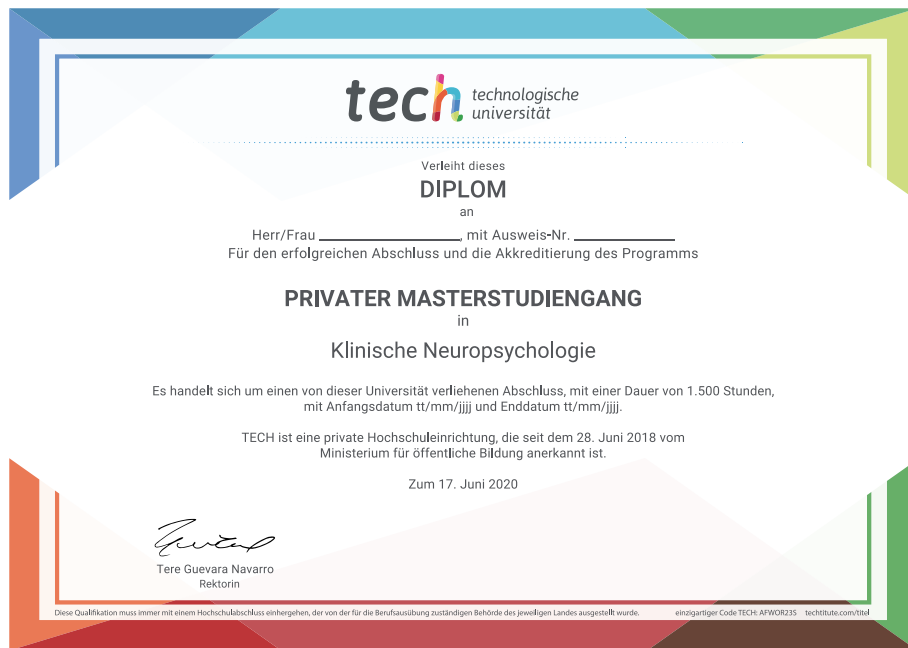 tech technologische
universität
Verleiht dieses
DIPLOM
an
Herr/Frau ____________________, mit Ausweis-Nr. ______________
Für den erfolgreichen Abschluss und die Akkreditierung des Programms
PRIVATER MASTERSTUDIENGANG
in
Klinische Neuropsychologie
Es handelt sich um einen von dieser Universität verliehenen Abschluss, mit einer Dauer von 1.500 Stunden,
mit Anfangsdatum tt/mm/jjjj und Enddatum tt/mm/jjjj.
TECH ist eine private Hochschuleinrichtung, die seit dem 28. Juni 2018 vom
Ministerium für öffentliche Bildung anerkannt ist.
Zum 17. Juni 2020
Tere Guevara Navarro
Rektorin
Diese Qualifikation muss immer mit einem Hochschulabschluss einhergehen, der von der für die Berufsausübung zuständigen Behörde des jeweiligen Landes ausgestellt wurde. einzigartiger Code TECH: AFWOR23S techtitute.com/titel